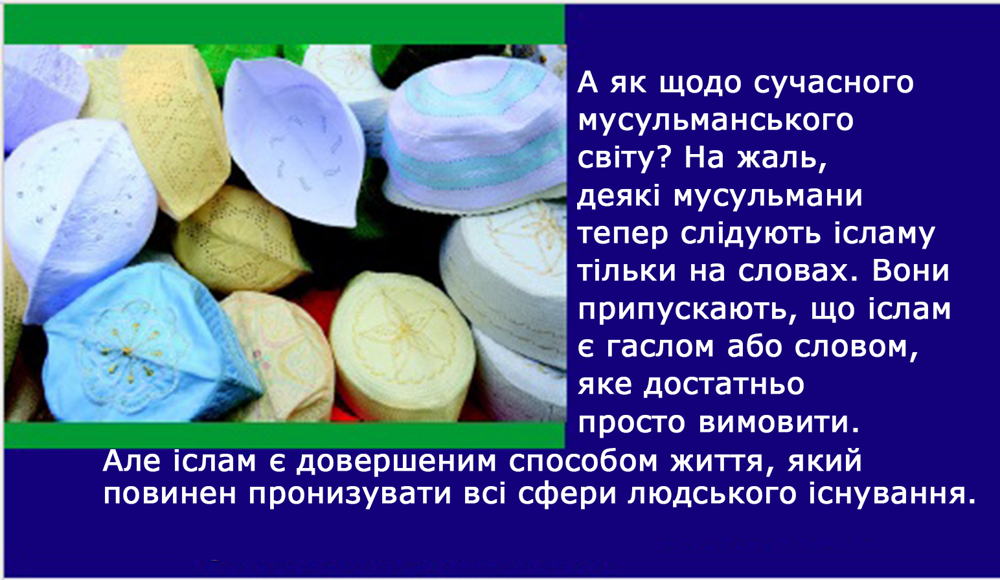 А як щодо сучасного
мусульманського
світу? На жаль,
деякі мусульмани
тепер слідують ісламу
тільки на словах. Вони
припускають, що іслам
є гаслом або словом,
яке достатньо
просто вимовити.
Але іслам є довершеним способом життя, який
повинен пронизувати всі сфери людського існування.